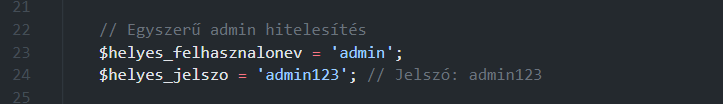 21
22 // Egyszerű admin hitelesítés
23 $helyes_felhasznalonev = 'admin';
24 $helyes_jelszo = 'admin123'; // Jelszó: admin123
25